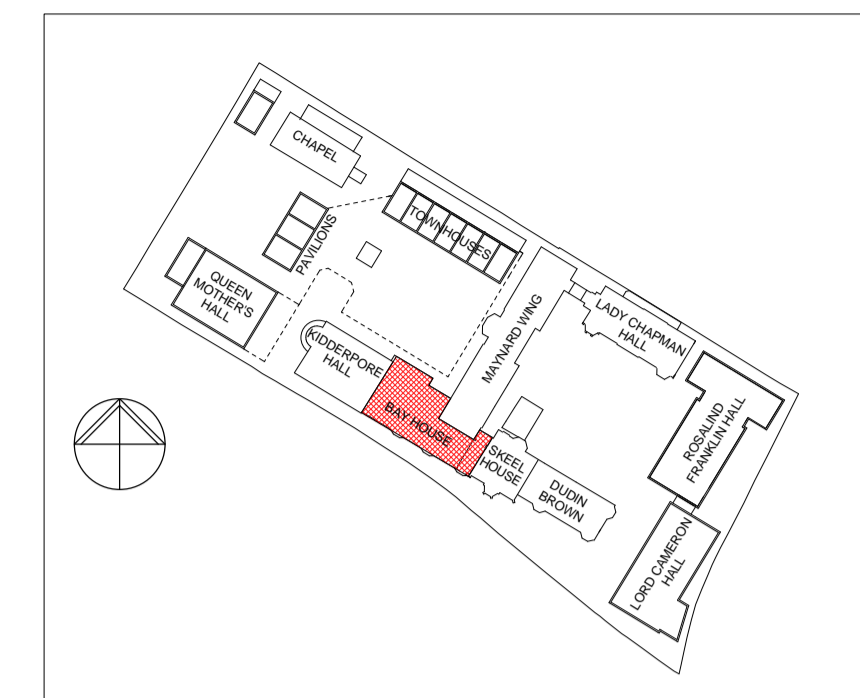 CHAPEL
TOWNHOUSES
PAVILIONS
QUEEN
MOTHER'S
HALL
KIDDERPORE
HALL
MAYNARD WING
LADY CHAPMAN
HALL
BAY HOUSE
SKEEL
HOUSE
DUDIN
BROWN
ROSALIND
FRANKLIN HALL
LORD CAMERON
HALL